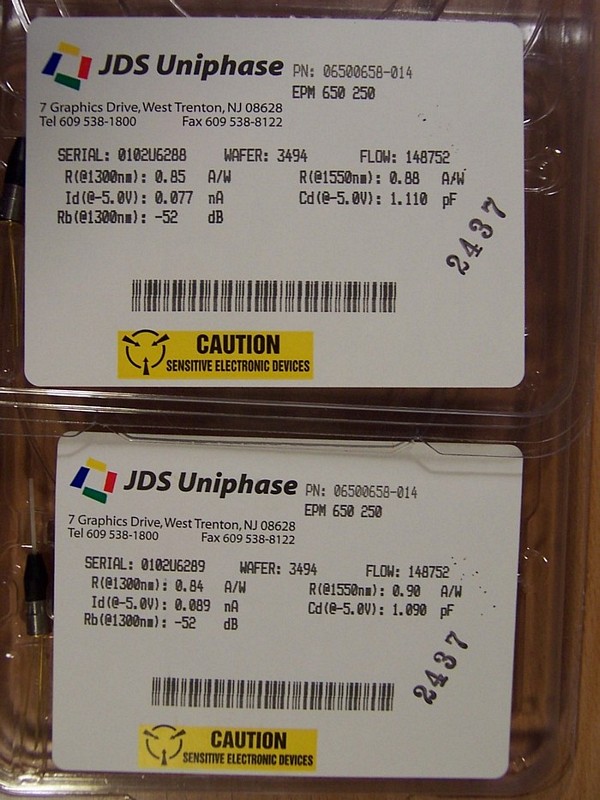 JDS Uniphase PN: 06500658-014
EPM 650 250
7 Graphics Drive, West Trenton, NJ 08628
Tel 609 538-1800 Fax 609 538-8122
SERIAL: 0102U6288 WAFER: 3494 FLOW: 148752
R(@1300nm): 0.85 A/W R(@1550nm): 0.88 A/W
Id(@-5.0V): 0.077 nA Cd(@-5.0V): 1.110 pF
Rb(@1300nm): -52 dB
2437
CAUTION
SENSITIVE ELECTRONIC DEVICES
JDS Uniphase PN: 06500658-014
EPM 650 250
7 Graphics Drive, West Trenton, NJ 08628
Tel 609 538-1800 Fax 609 538-8122
SERIAL: 0102U6289 WAFER: 3494 FLOW: 148752
R(@1300nm): 0.84 A/W R(@1550nm): 0.90 A/W
Id(@-5.0V): 0.089 nA Cd(@-5.0V): 1.090 pF
Rb(@1300nm): -52 dB
2437
CAUTION
SENSITIVE ELECTRONIC DEVICES